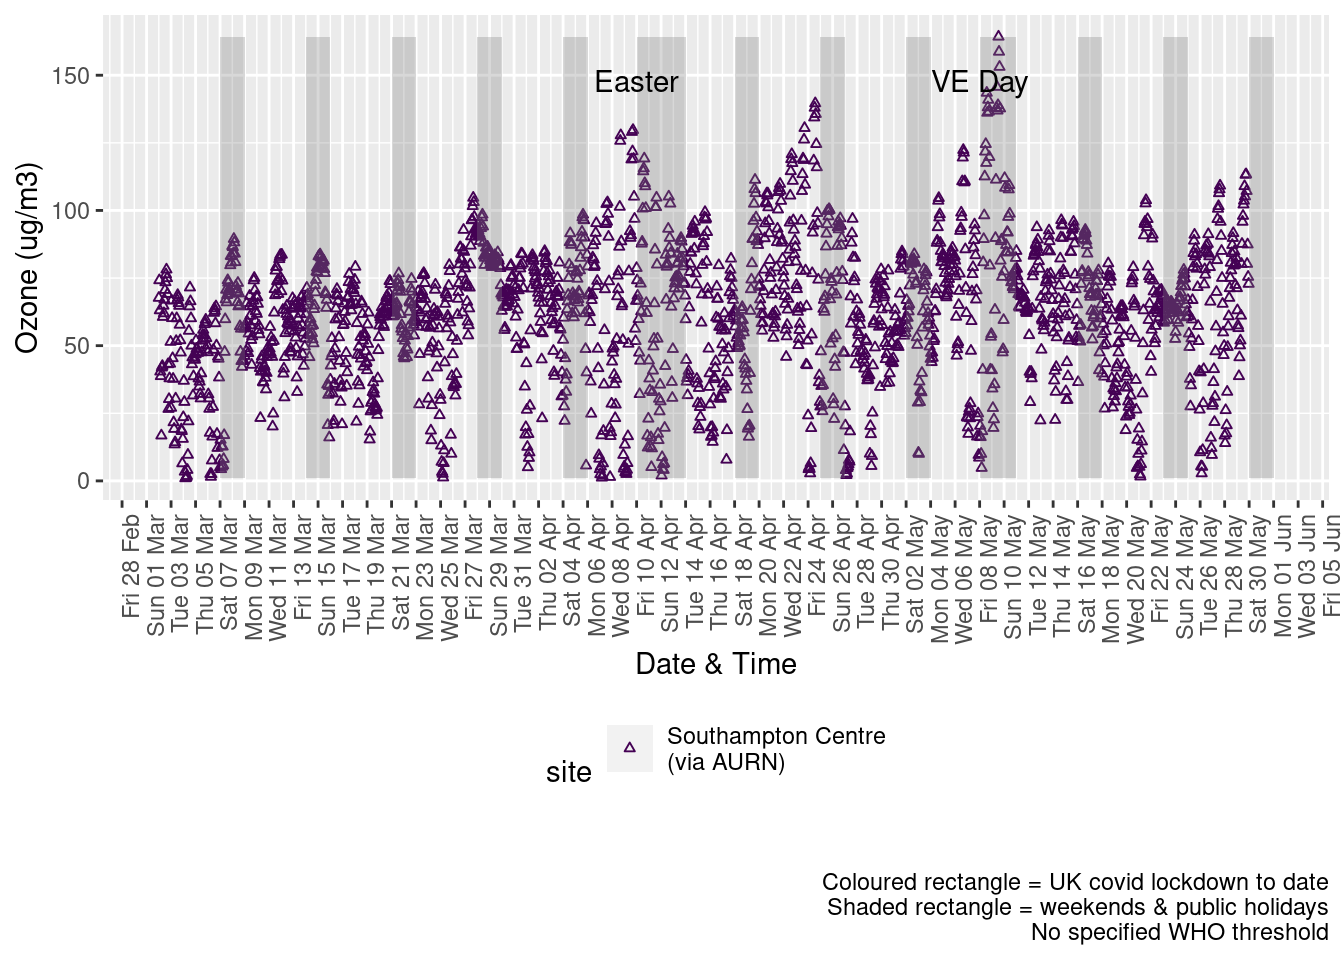 Easter
VE Day
150
100
50
0
Ozone (ug/m3)
Fri 28 Feb
Sun 01 Mar
Tue 03 Mar
Thu 05 Mar
Sat 07 Mar
Mon 09 Mar
Wed 11 Mar
Fri 13 Mar
Sun 15 Mar
Tue 17 Mar
Thu 19 Mar
Sat 21 Mar
Mon 23 Mar
Wed 25 Mar
Fri 27 Mar
Sun 29 Mar
Tue 31 Mar
Thu 02 Apr
Sat 04 Apr
Mon 06 Apr
Wed 08 Apr
Fri 10 Apr
Sun 12 Apr
Tue 14 Apr
Thu 16 Apr
Sat 18 Apr
Mon 20 Apr
Wed 22 Apr
Fri 24 Apr
Sun 26 Apr
Tue 28 Apr
Thu 30 Apr
Sat 02 May
Mon 04 May
Wed 06 May
Fri 08 May
Sun 10 May
Tue 12 May
Thu 14 May
Sat 16 May
Mon 18 May
Wed 20 May
Fri 22 May
Sun 24 May
Tue 26 May
Thu 28 May
Sat 30 May
Mon 01 Jun
Wed 03 Jun
Fri 05 Jun
Date & Time
site
Southampton Centre
(via AURN)
Coloured rectangle = UK covid lockdown to date
Shaded rectangle = weekends & public holidays
No specified WHO threshold